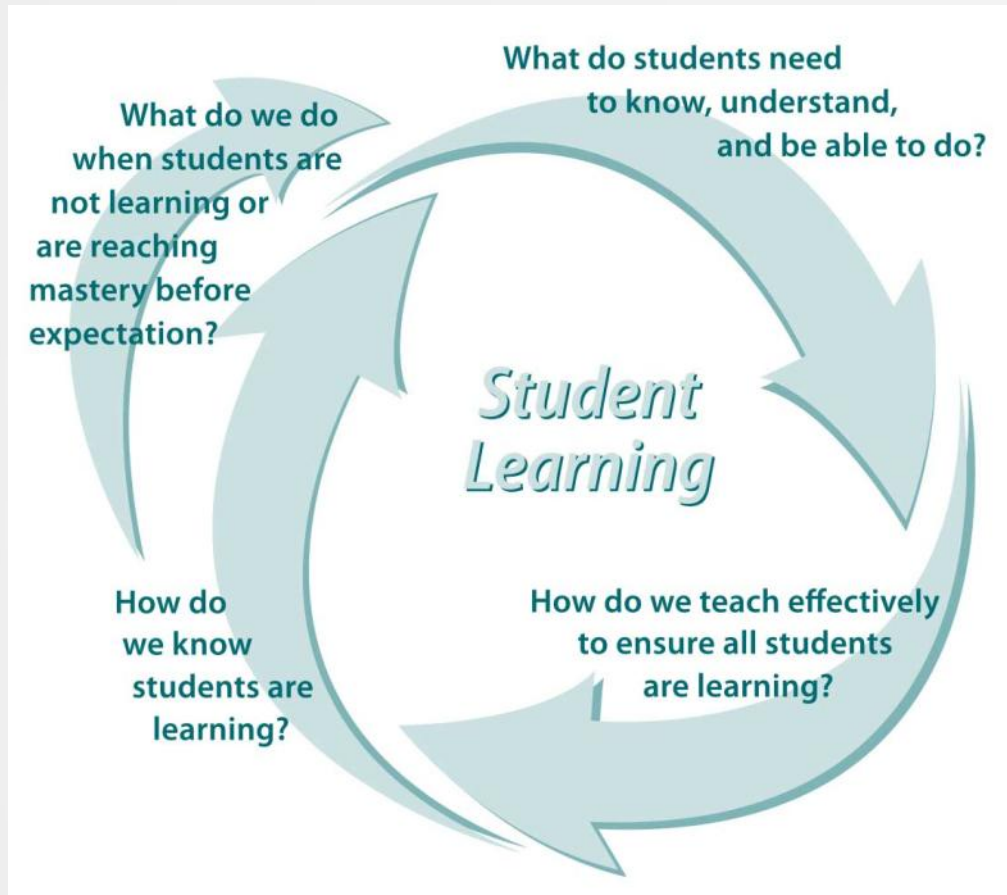 What do students need
to know, understand,
and be able to do?
How do we teach effectively
to ensure all students
are learning?
How do
we know
students are
learning?
What do we do
when students are
not learning or
are reaching
mastery before
expectation?
Student
Learning